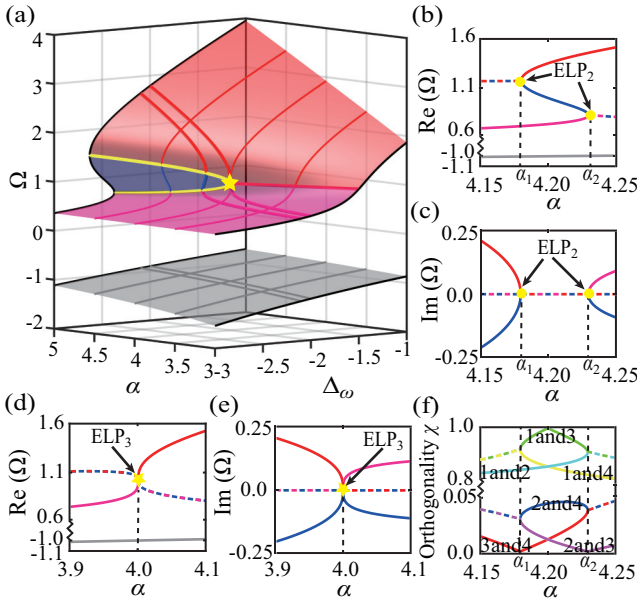 (a)
4
3
2
1
0
-1
-2
Ω
5
4.5
4
3.5
3
-3
-2.5
-2
-1.5
-1
α
Δω
(b)
1.6
1.1
0.6
-1.0
-1.1
Re (Ω)
ELP2
4.15
α1
4.20
α2
4.25
α
(c)
0.25
0.0
-0.25
Im (Ω)
ELP2
4.15
α1
4.20
α2
4.25
α
(d)
1.6
1.1
0.6
-1.0
-1.1
Re (Ω)
ELP3
3.9
4.0
4.1
α
(e)
0.25
0.0
-0.25
Im (Ω)
ELP3
3.9
4.0
4.1
α
(f)
1.0
0.8
0.05
0.0
Orthogonality χ
1and3
1and2
1and4
2and4
3and4
2and3
4.15
α1
4.20
α2
4.25
α